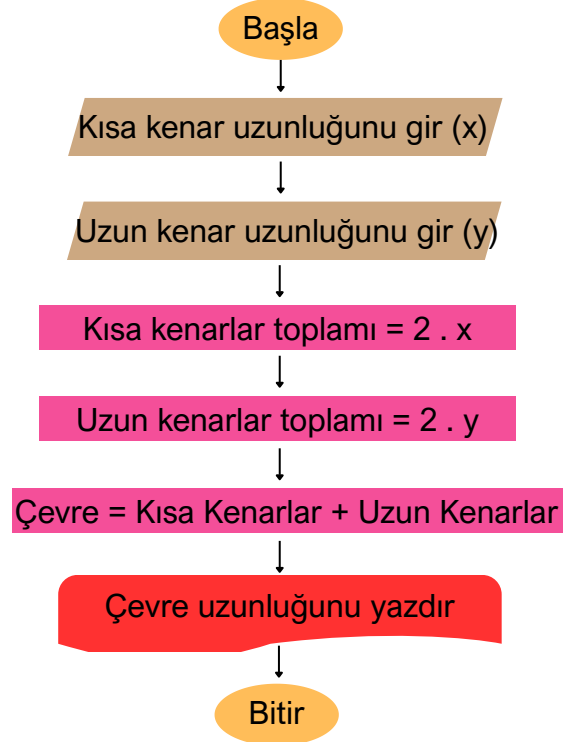 Başla
Kısa kenar uzunluğunu gir (x)
Uzun kenar uzunluğunu gir (y)
Kısa kenarlar toplamı = 2 . x
Uzun kenarlar toplamı = 2 . y
Çevre = Kısa Kenarlar + Uzun Kenarlar
Çevre uzunluğunu yazdır
Bitir